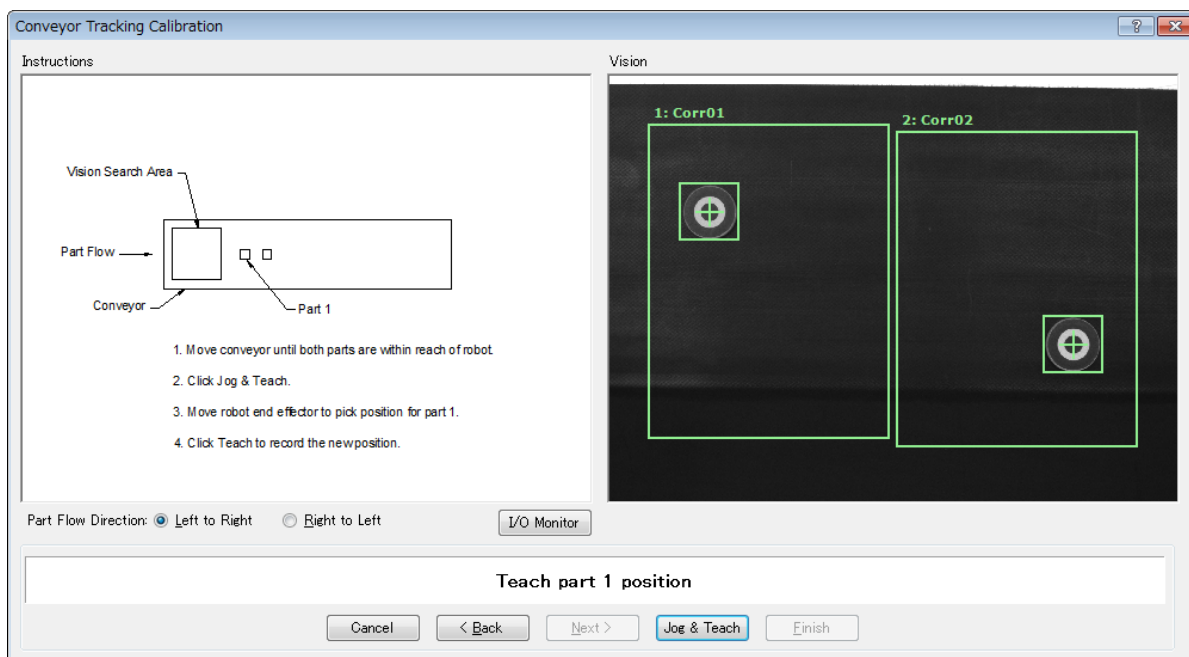 Conveyor Tracking Calibration
Instructions
Vision
1: Corr01
2: Corr02
Vision Search Area
Part Flow
Conveyor
Part 1
1. Move conveyor until both parts are within reach of robot.
2. Click Jog & Teach.
3. Move robot end effector to pick position for part 1.
4. Click Teach to record the new position.
Part Flow Direction: Left to Right Right to Left I/O Monitor
Teach part 1 position
Cancel < Back Next > Jog & Teach Finish